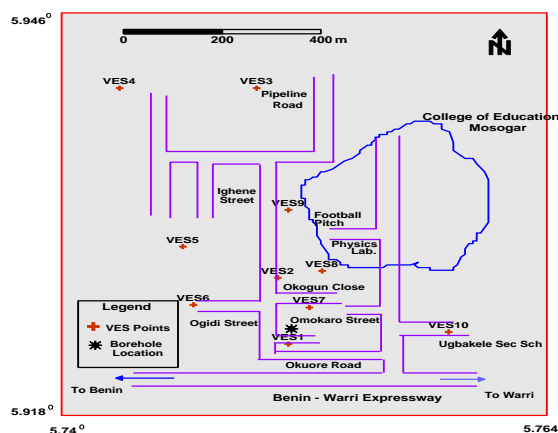 5.946°
0 200 400 m
N
VES4
VES3
Pipeline
Road
College of Education
Mosogar
Ighene
Street
VES9
Football
Pitch
VES5
Physics
Lab.
VES2
VES8
Okogun Close
Legend
VES Points
Borehole
Location
VES6
Ogidi Street
VES7
Omokaro Street
VES1
VES10
Ugbakele Sec Sch
Okuore Road
To Benin
To Warri
Benin - Warri Expressway
5.918°
5.74°
5.764